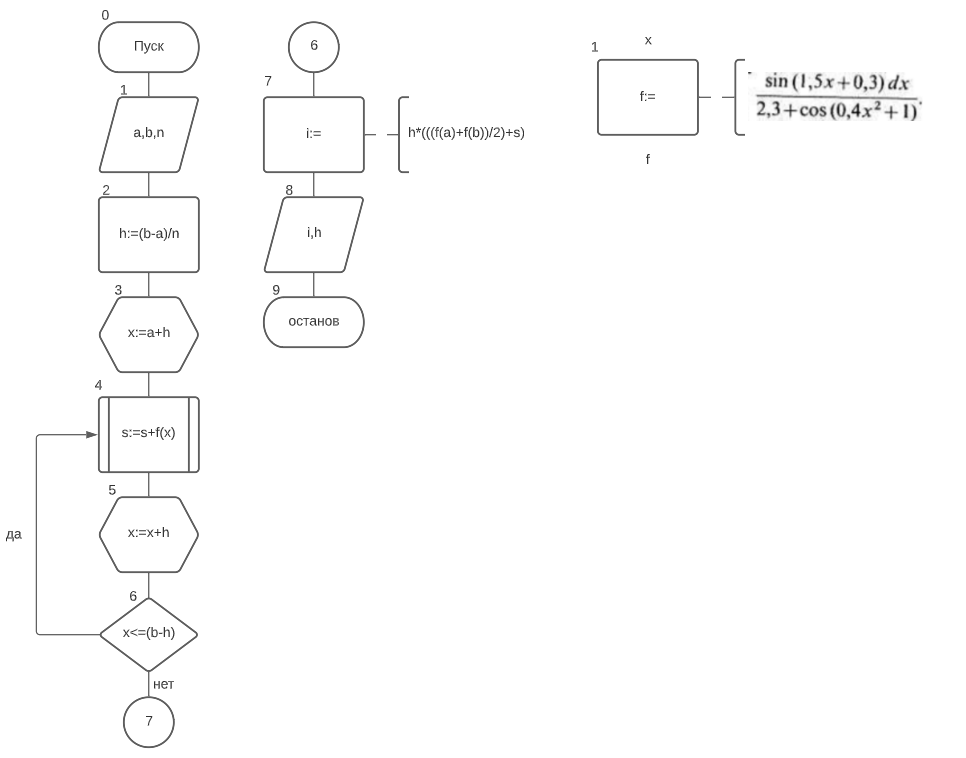 0
Пуск
1
a,b,n
2
h:=(b-a)/n
3
x:=a+h
4
s:=s+f(x)
5
x:=x+h
да
6
x<=(b-h)
нет
7
6
7
i:=
h*(((f(a)+f(b))/2)+s)
8
i,h
9
останов
x
1
f:=
sin (1,5x+0,3) dx
2,3+cos (0,4x²+1)
f